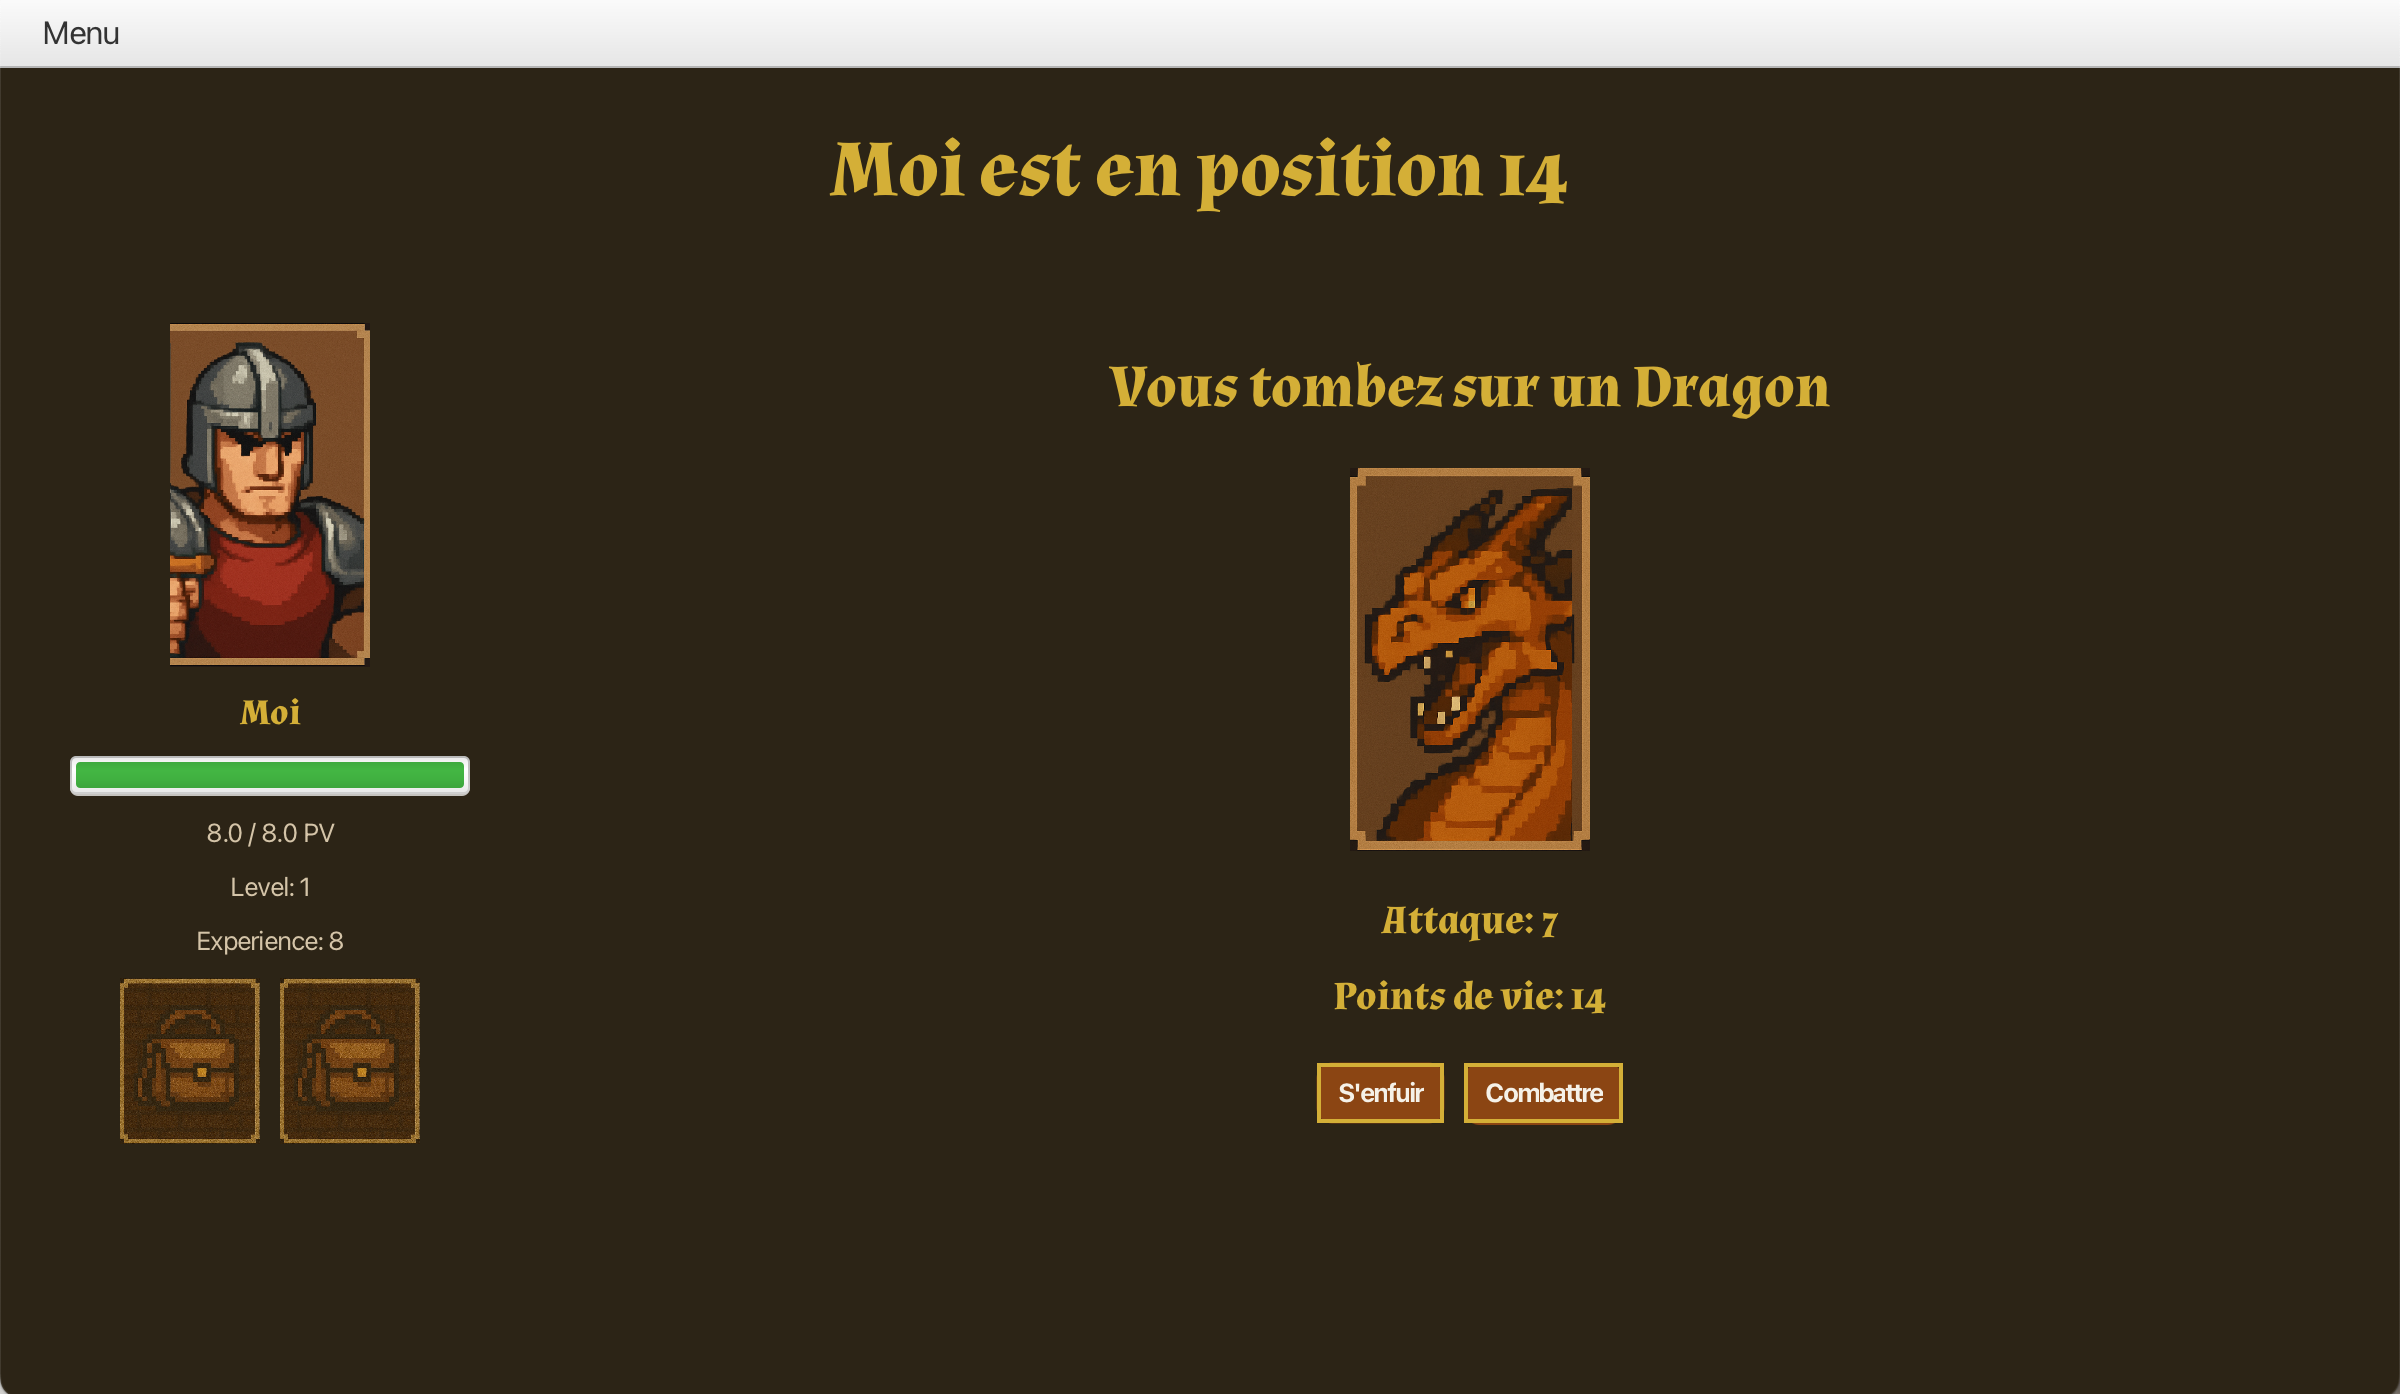 Menu
Moi est en position 14
Moi
8.0 / 8.0 PV
Level: 1
Experience: 8
Vous tombez sur un Dragon
Attaque: 7
Points de vie: 14
S'enfuir
Combattre